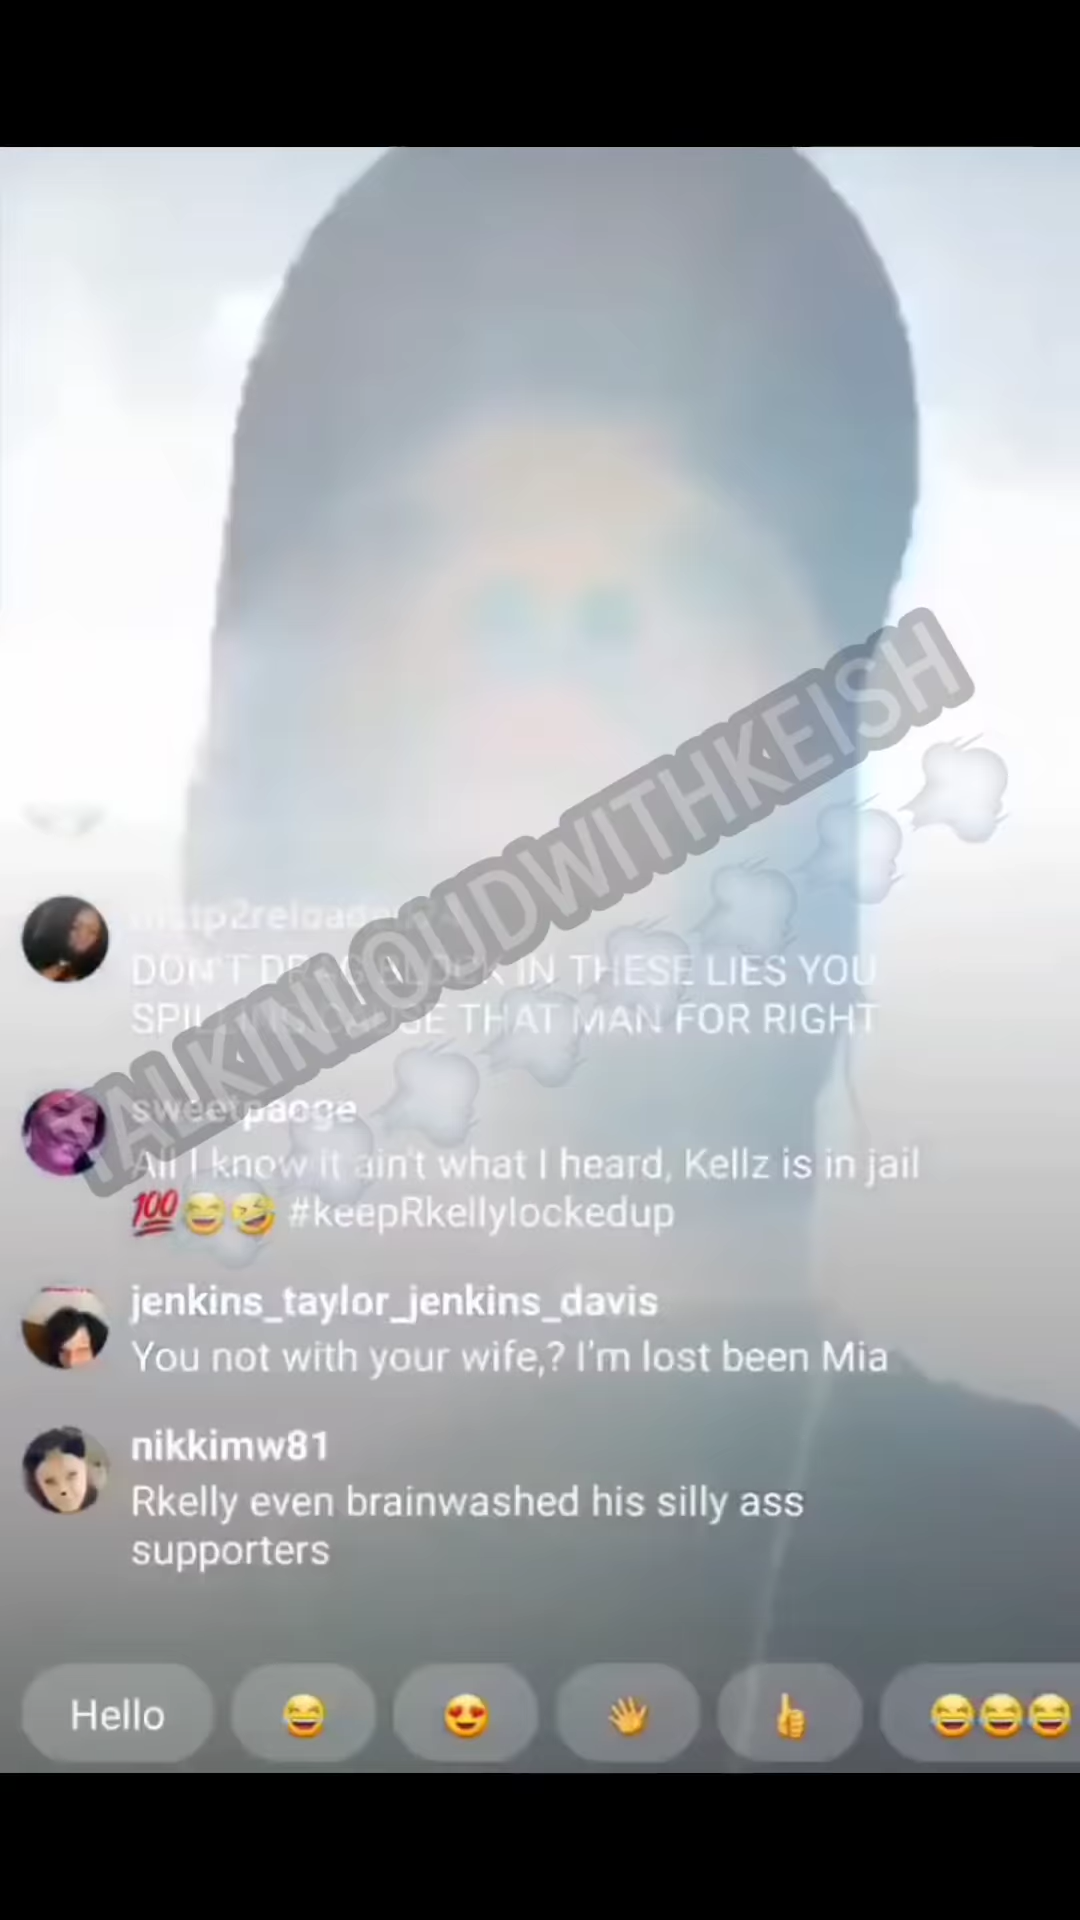 TALKINLOUDWITHKEISH
DON'T IN THESE LIES YOU
THAT MAN FOR RIGHT
sweetpaoge
All I know it ain't what I heard, Kellz is in jail
💯😂🤣 #keepRkellylockedup
jenkins_taylor_jenkins_davis
You not with your wife,? I'm lost been Mia
nikkimw81
Rkelly even brainwashed his silly ass
supporters
Hello 😂 😍 👋 👍 😂😂😂